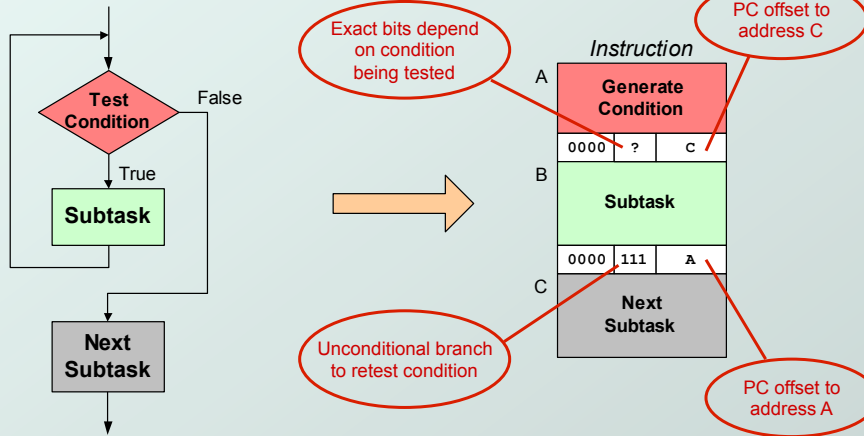 Test
Condition
False
True
Subtask
Next
Subtask
Exact bits depend
on condition
being tested
PC offset to
address C
Instruction
A
Generate
Condition
0000 ? C
B
Subtask
0000 111 A
C
Next
Subtask
Unconditional branch
to retest condition
PC offset to
address A